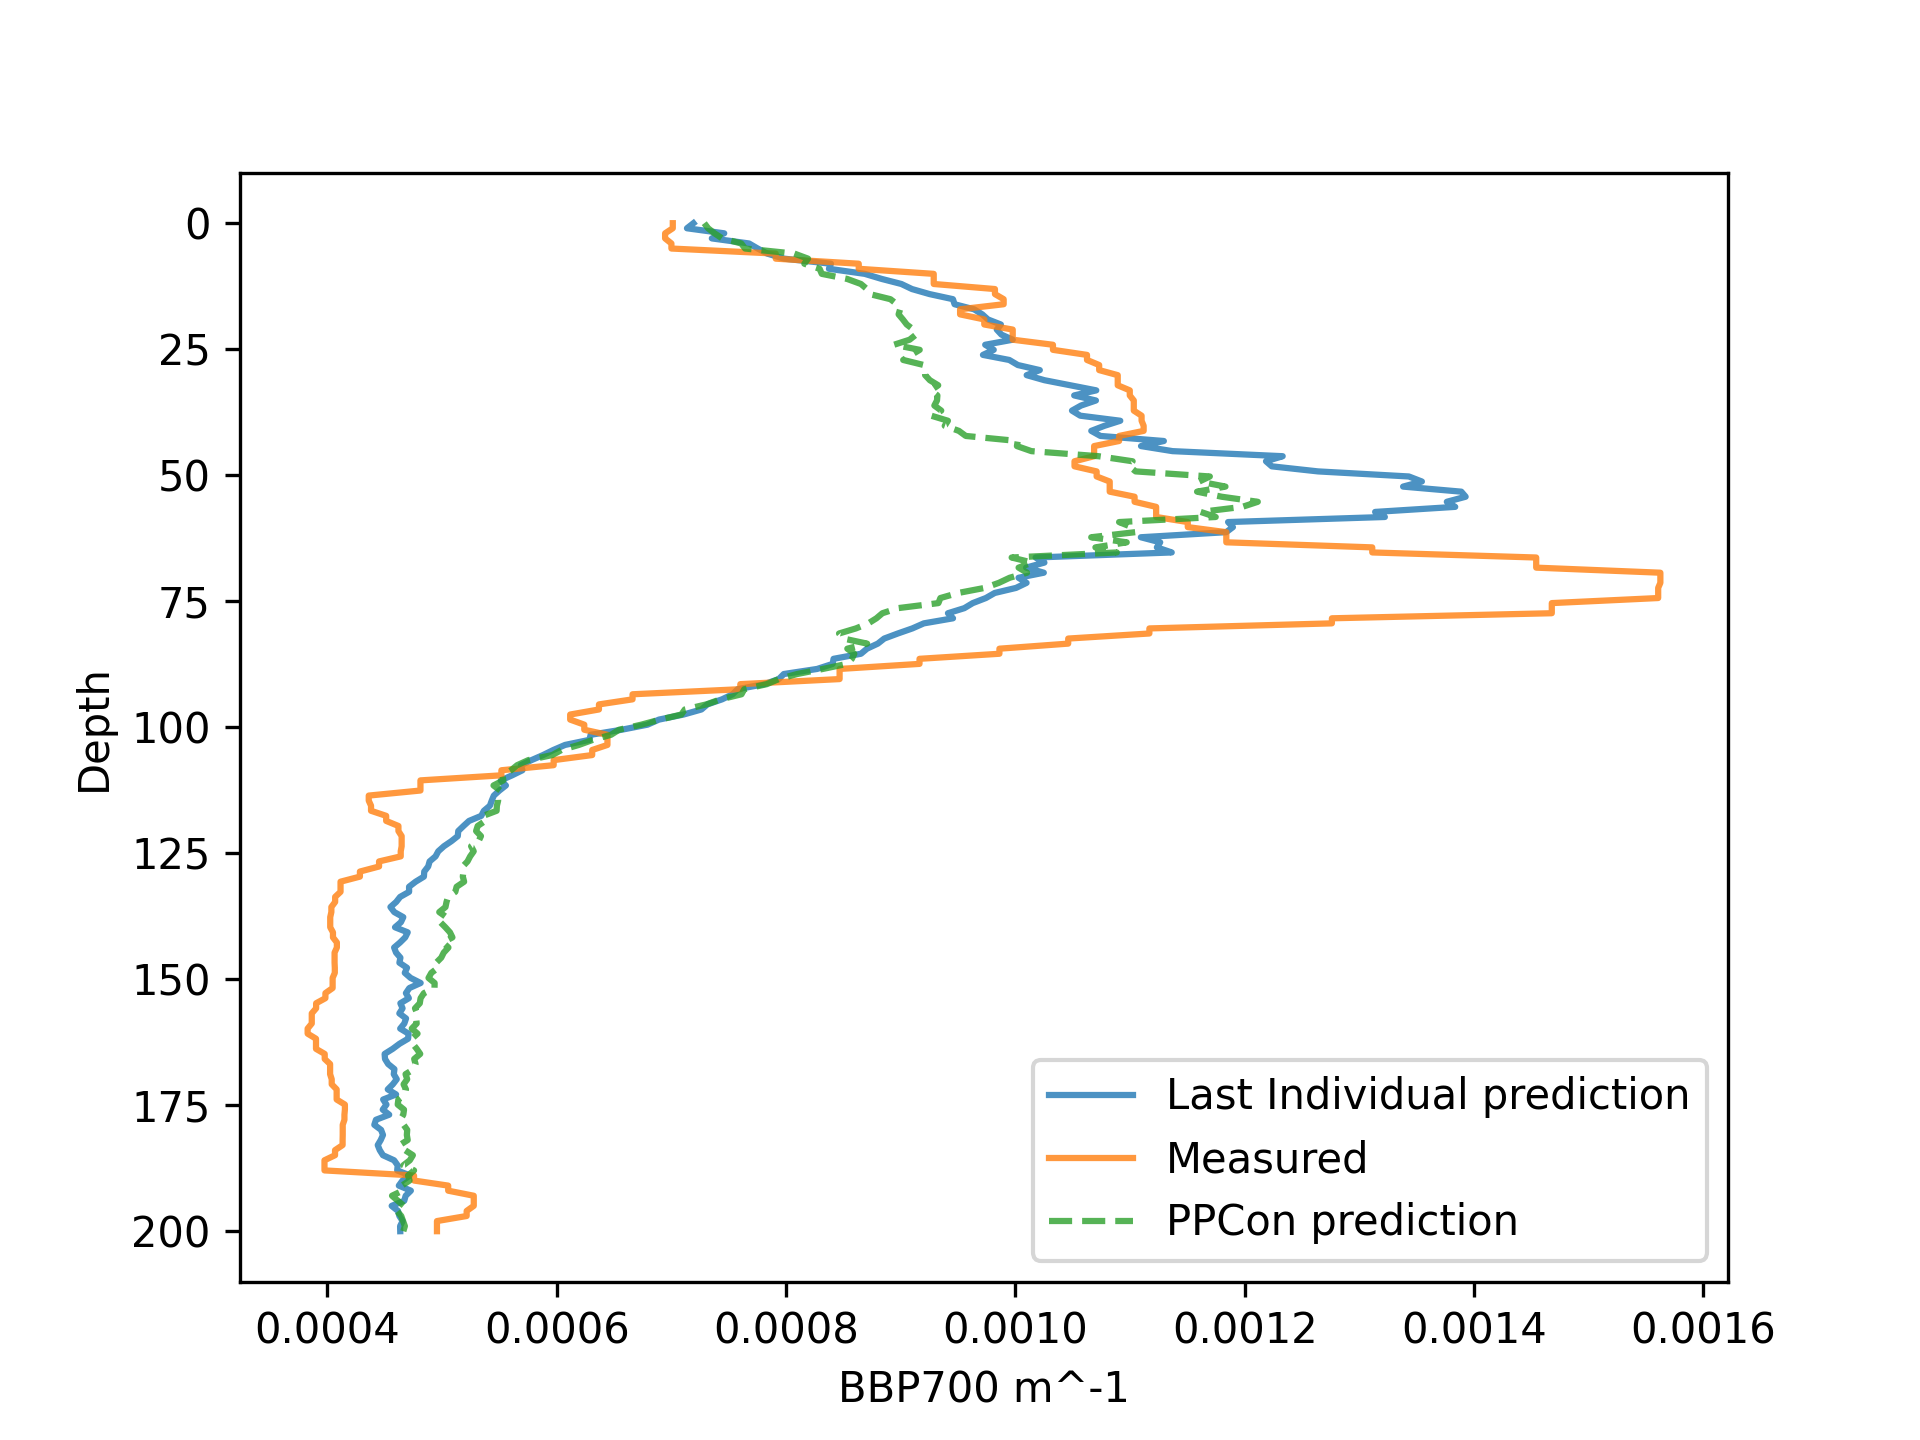 0
25
50
75
100
125
150
175
200
Depth
0.0004 0.0006 0.0008 0.0010 0.0012 0.0014 0.0016
BBP700 m^-1
Last Individual prediction
Measured
PPCon prediction